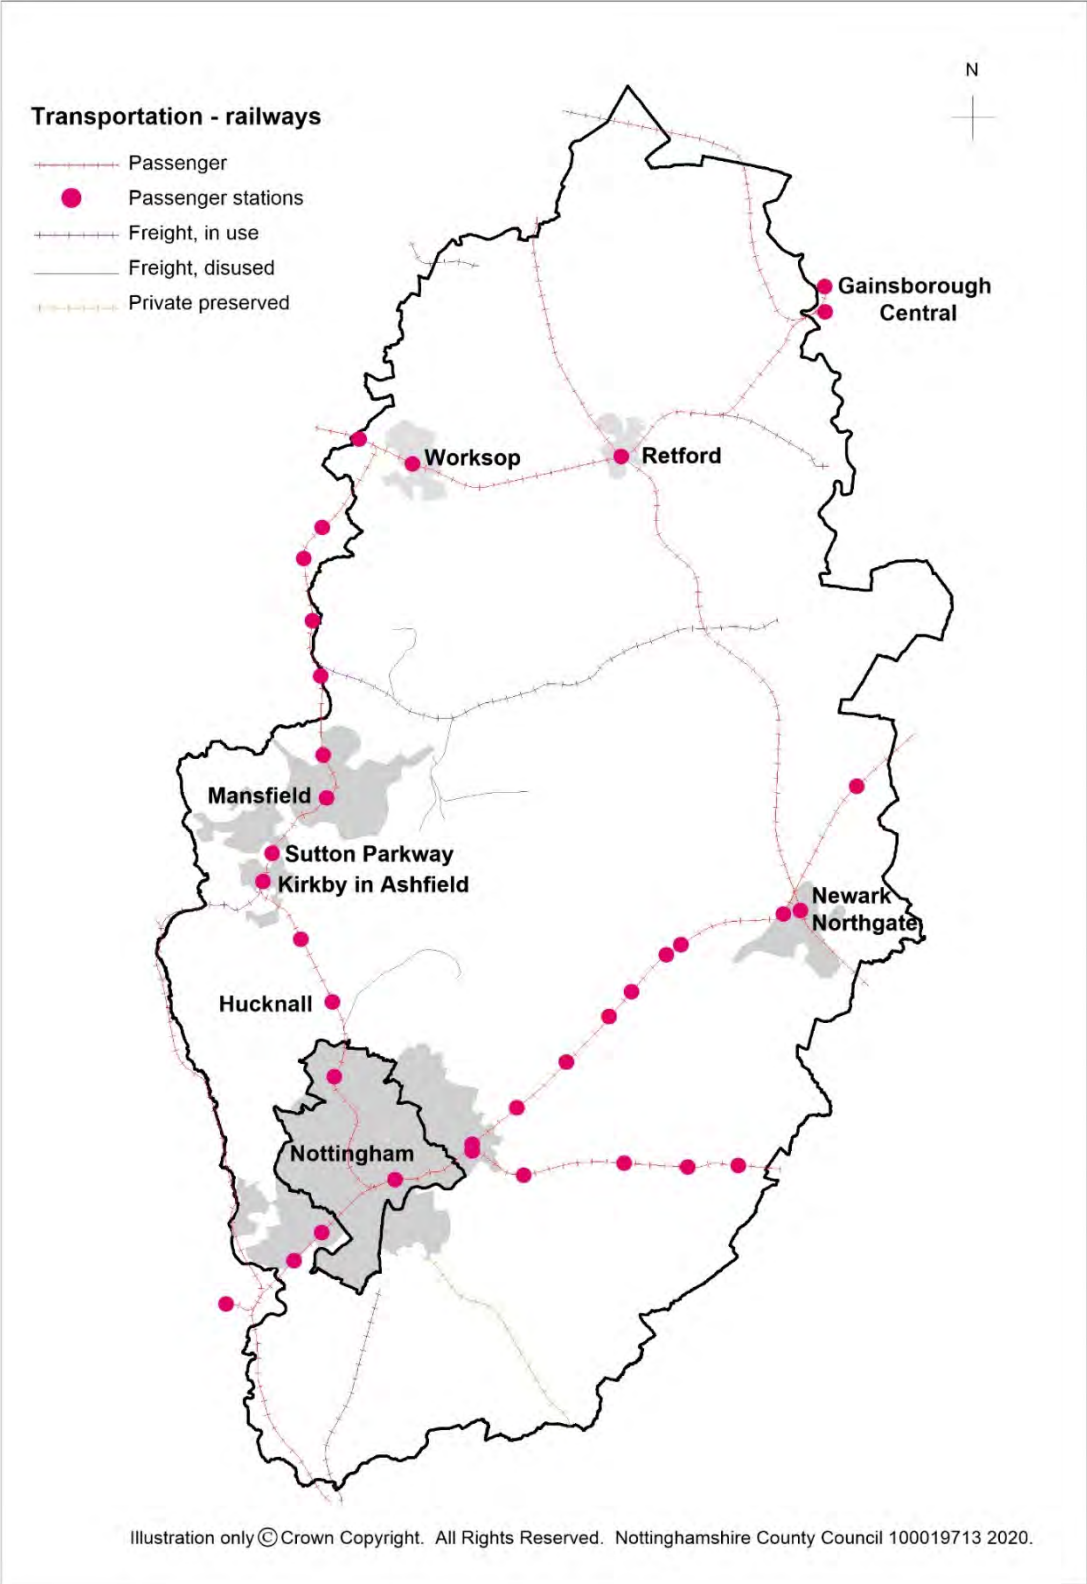 N
Transportation - railways
Passenger
Passenger stations
Freight, in use
Freight, disused
Private preserved
Gainsborough
Central
Worksop
Retford
Mansfield
Sutton Parkway
Kirkby in Ashfield
Newark
Northgate
Hucknall
Nottingham
Illustration only © Crown Copyright. All Rights Reserved. Nottinghamshire County Council 100019713 2020.